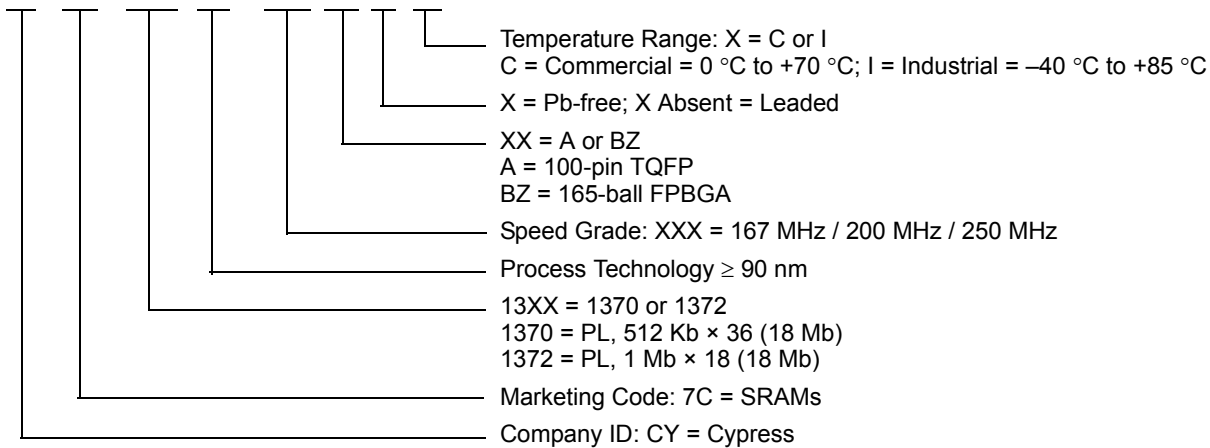 Temperature Range: X = C or I
C = Commercial = 0 °C to +70 °C; I = Industrial = –40 °C to +85 °C
X = Pb-free; X Absent = Leaded
XX = A or BZ
A = 100-pin TQFP
BZ = 165-ball FPBGA
Speed Grade: XXX = 167 MHz / 200 MHz / 250 MHz
Process Technology ≥ 90 nm
13XX = 1370 or 1372
1370 = PL, 512 Kb × 36 (18 Mb)
1372 = PL, 1 Mb × 18 (18 Mb)
Marketing Code: 7C = SRAMs
Company ID: CY = Cypress